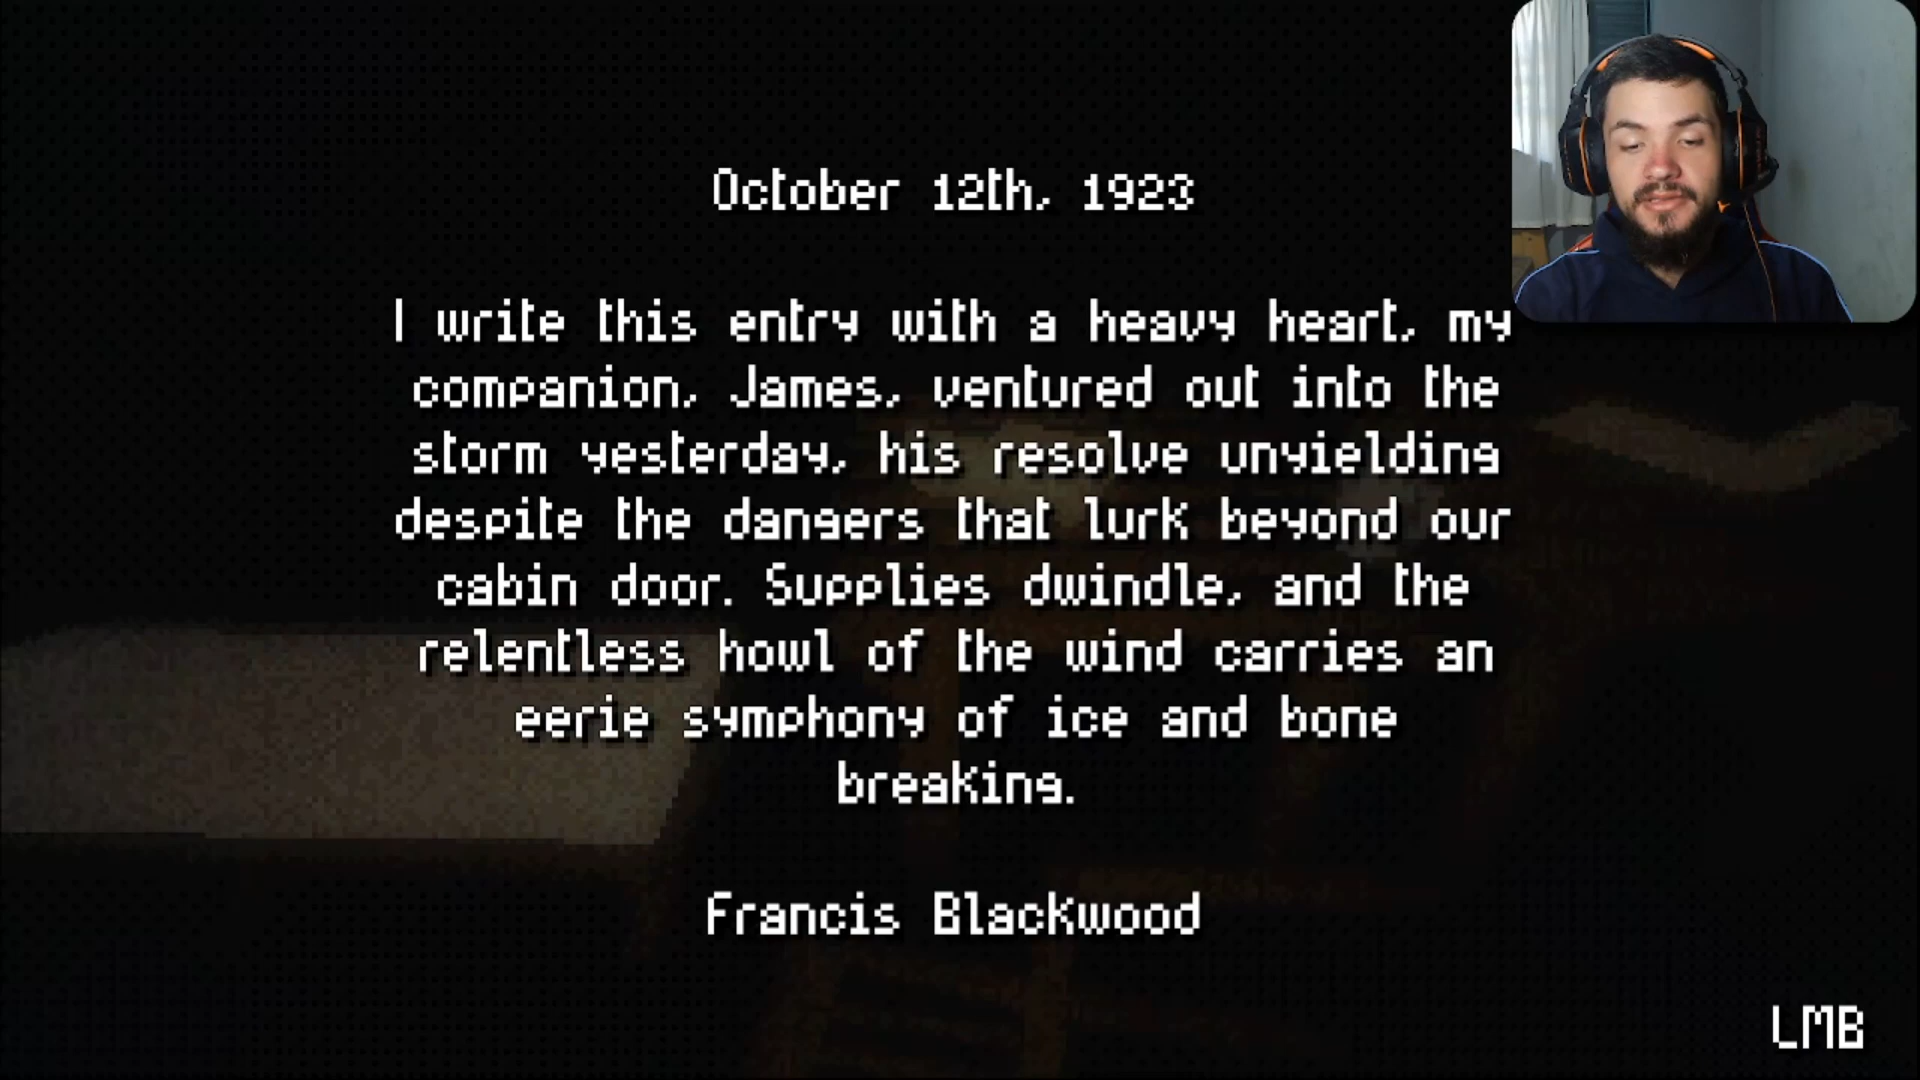 October 12th, 1923
I write this entry with a heavy heart, my
companion, James, ventured out into the
storm yesterday, his resolve unyielding
despite the dangers that lurk beyond our
cabin door. Supplies dwindle, and the
relentless howl of the wind carries an
eerie symphony of ice and bone
breaking.
Francis Blackwood
LMB